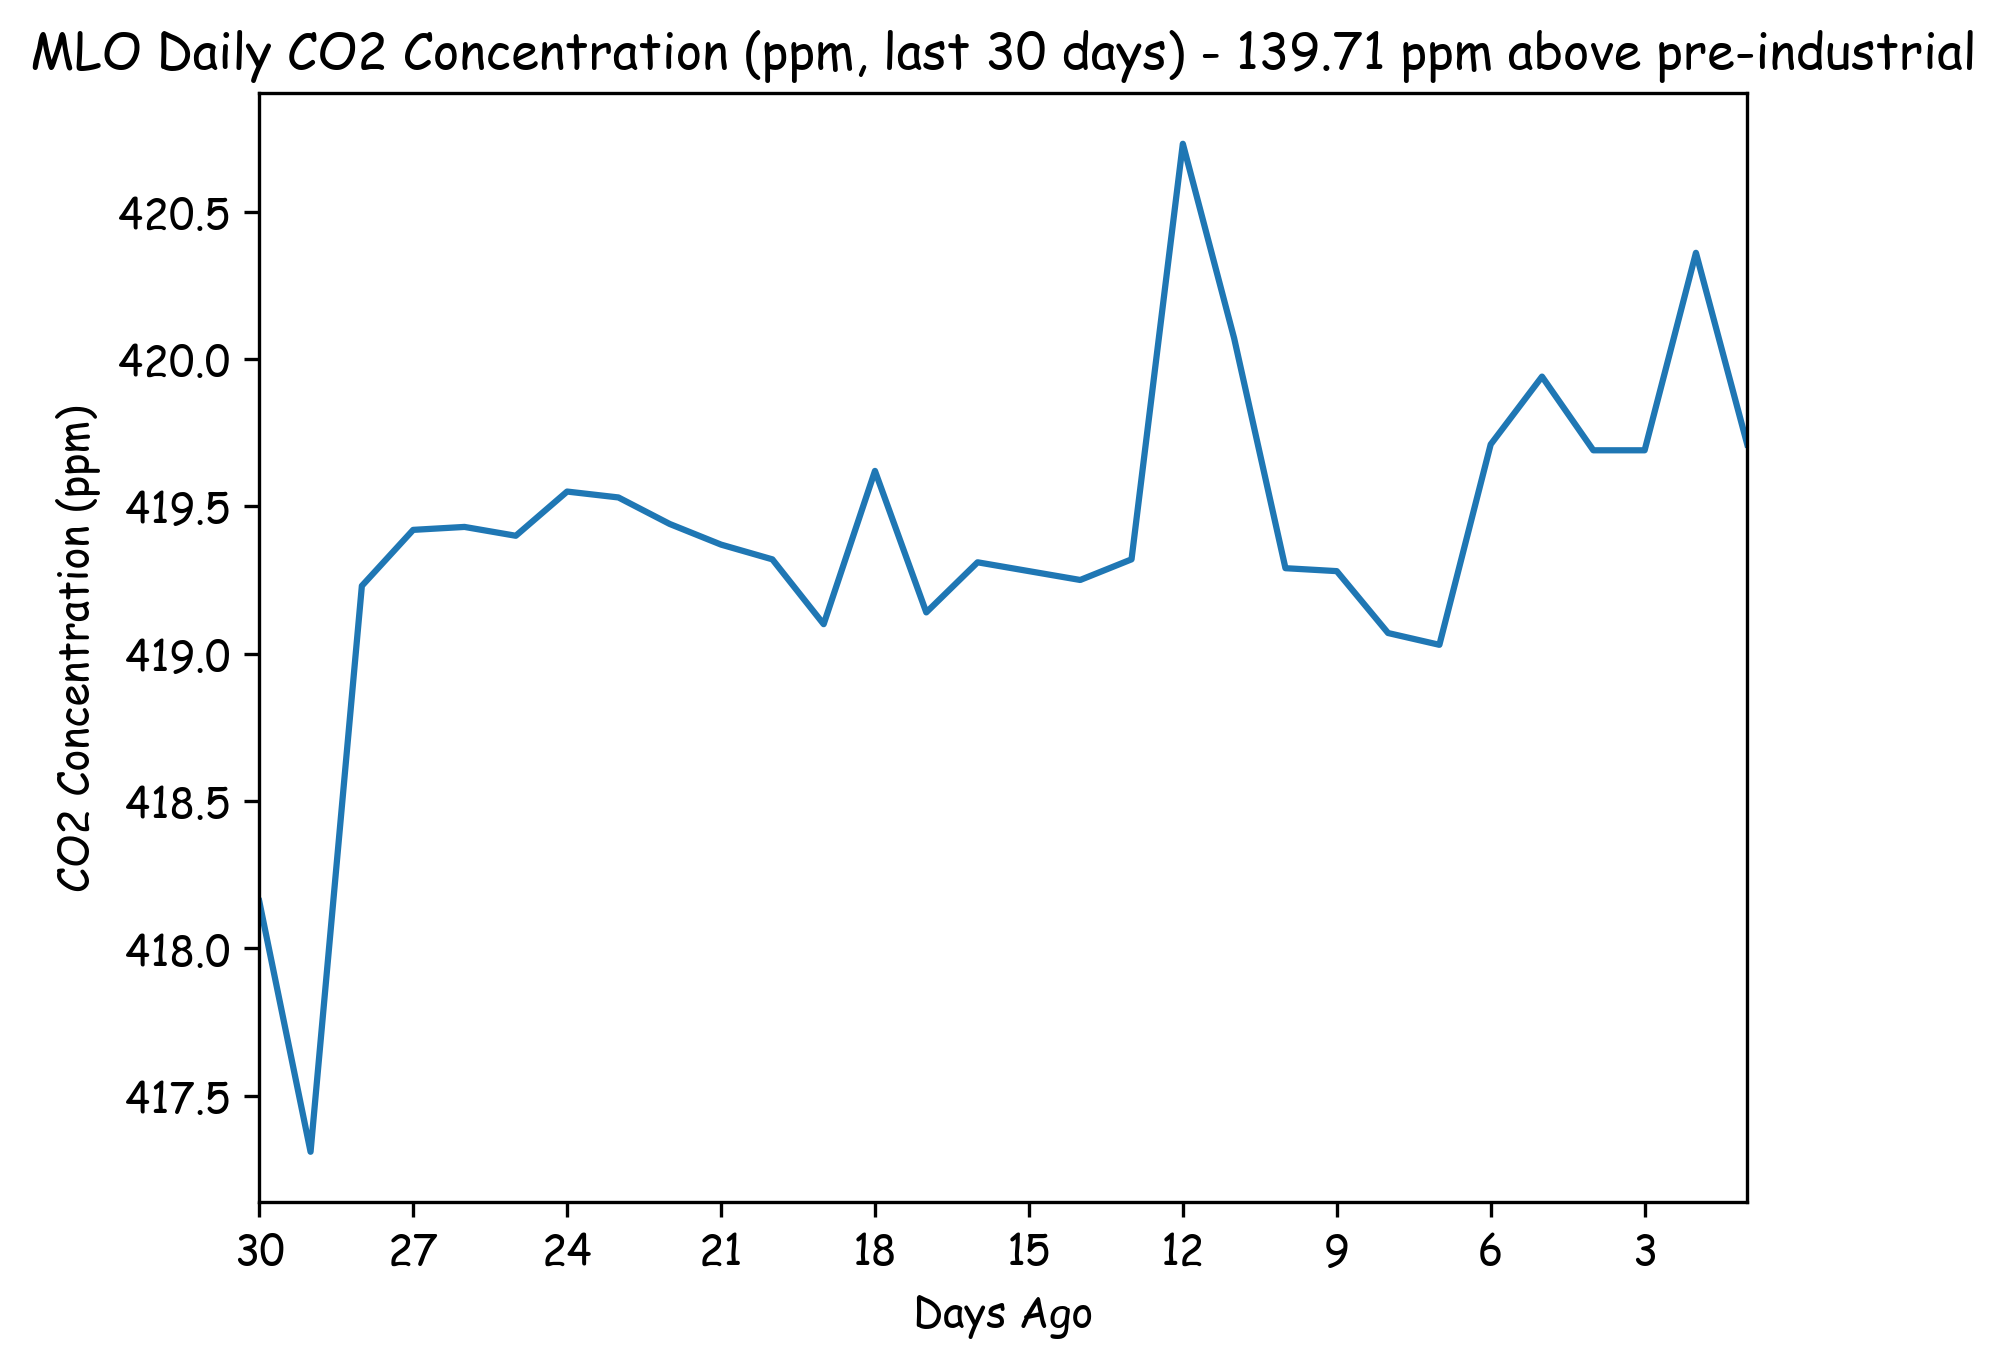 MLO Daily CO2 Concentration (ppm, last 30 days) - 139.71 ppm above pre-industrial
CO2 Concentration (ppm)
420.5
420.0
419.5
419.0
418.5
418.0
417.5
30 27 24 21 18 15 12 9 6 3
Days Ago